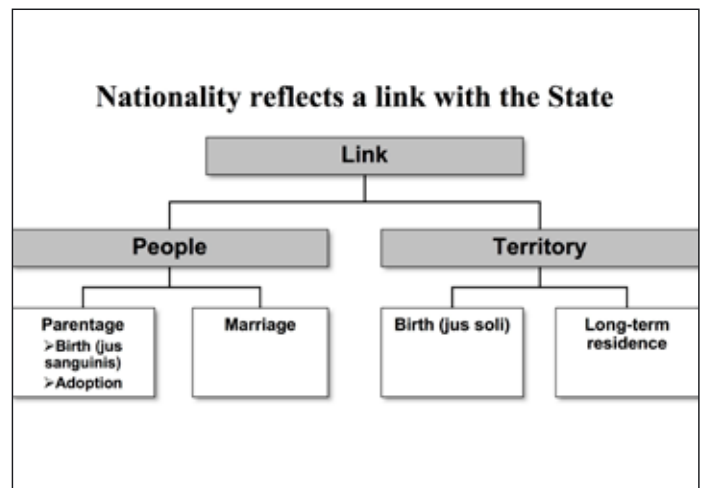 Nationality reflects a link with the State
Link
People
Territory
Parentage
➢Birth (jus
sanguinis)
➢Adoption
Marriage
Birth (jus soli)
Long-term
residence